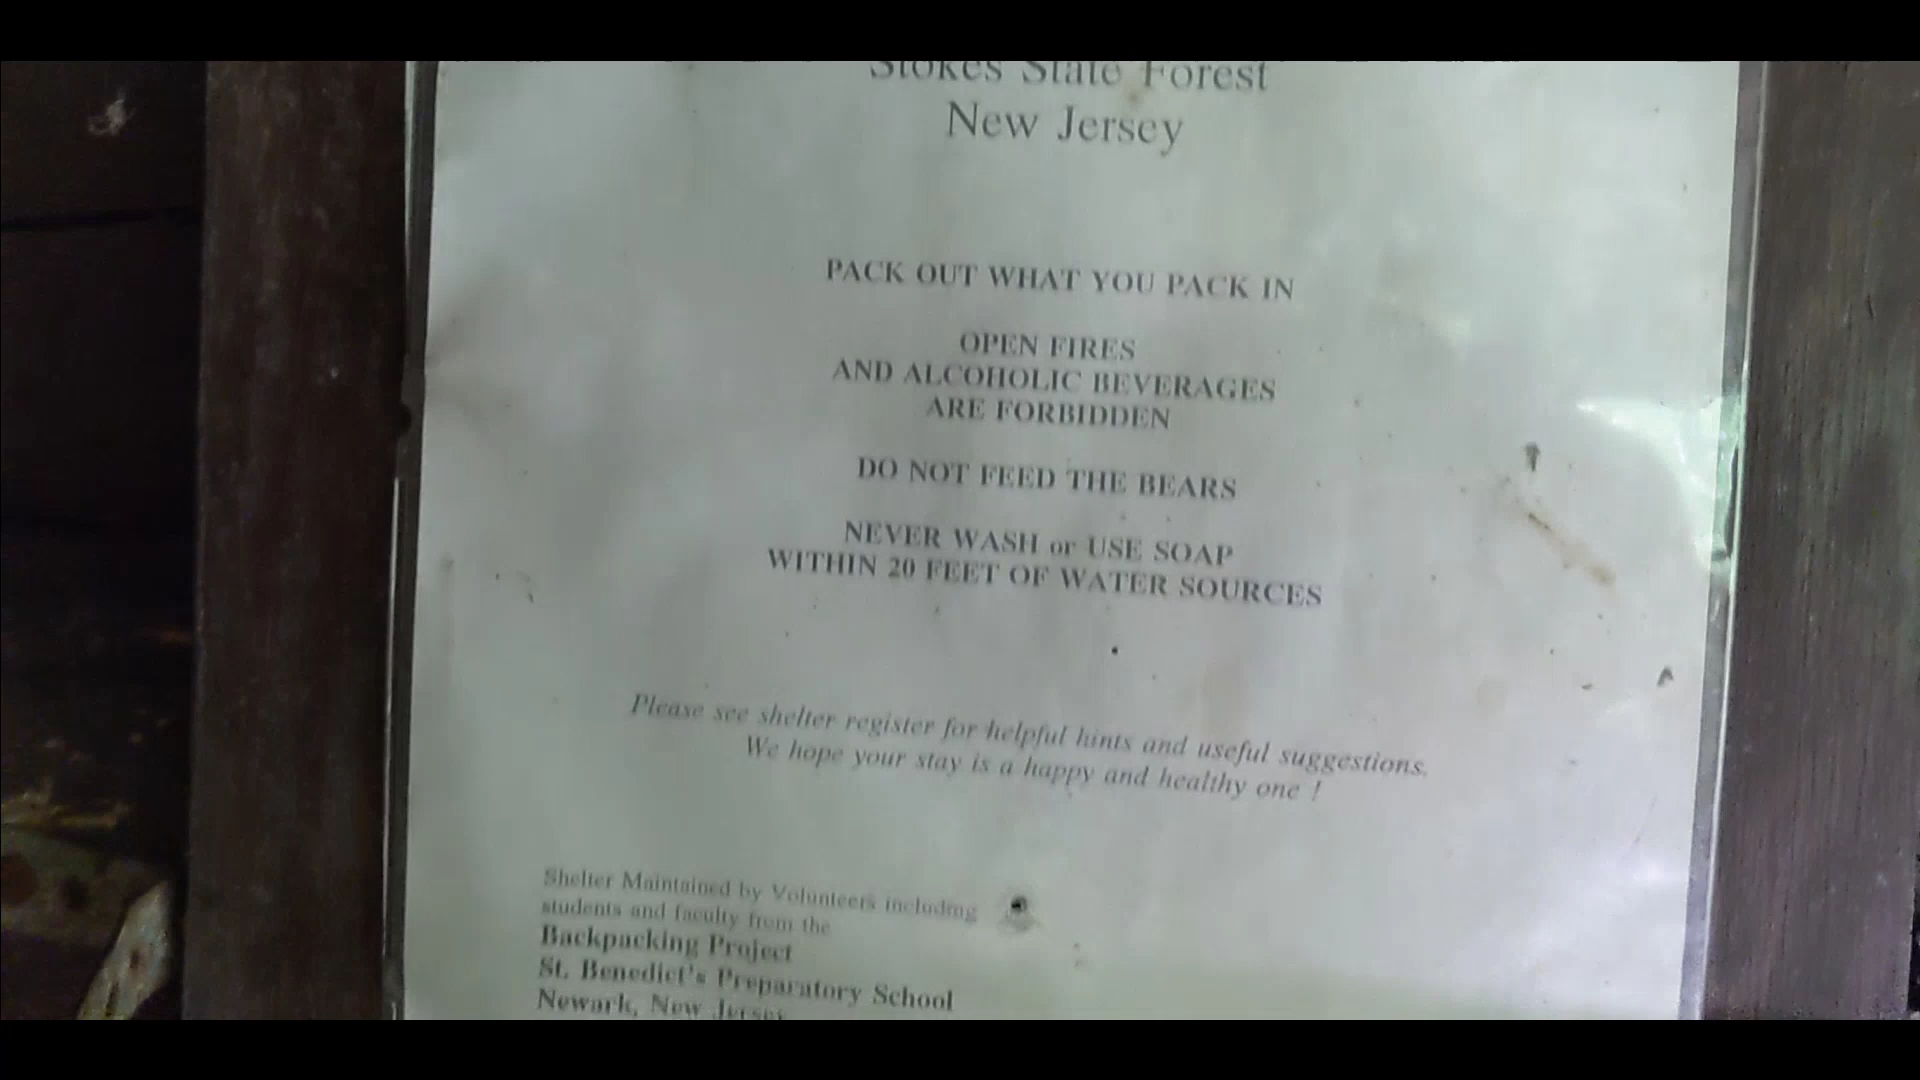 Stokes State Forest
New Jersey
PACK OUT WHAT YOU PACK IN
OPEN FIRES
AND ALCOHOLIC BEVERAGES
ARE FORBIDDEN
DO NOT FEED THE BEARS
NEVER WASH or USE SOAP
WITHIN 20 FEET OF WATER SOURCES
Please see shelter register for helpful hints and useful suggestions.
We hope your stay is a happy and healthy one !
Shelter Maintained by Volunteers including
students and faculty from the
Backpacking Project
St. Benedict's Preparatory School
Newark, New Jersey